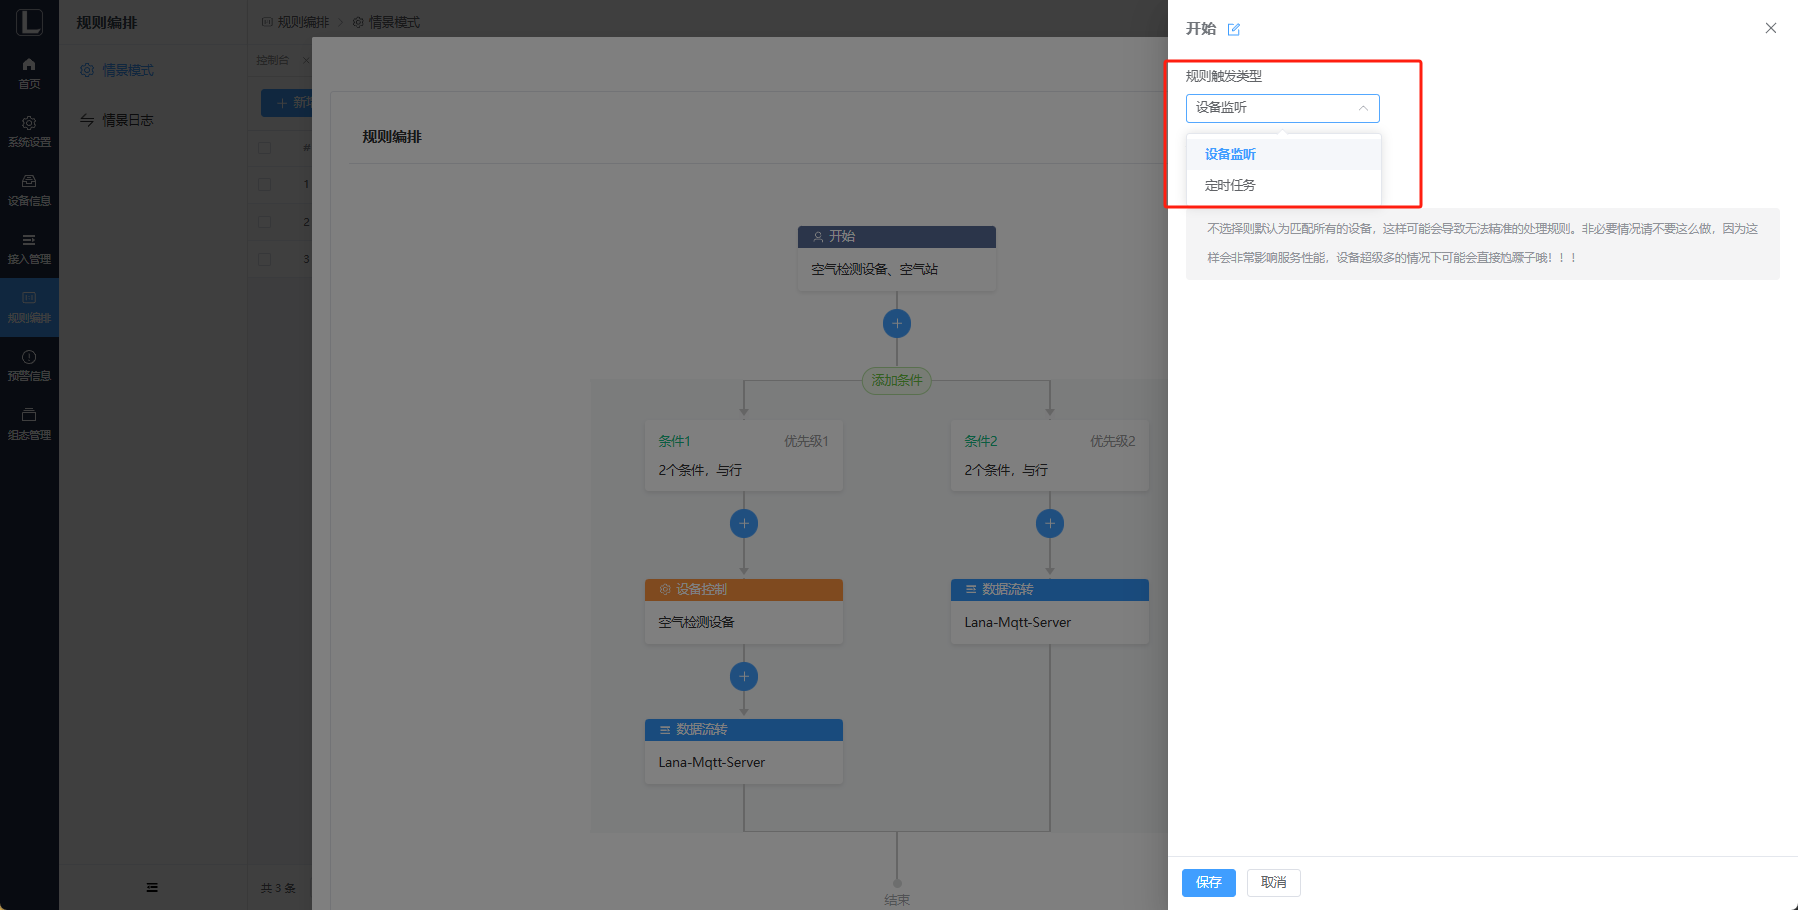 L
首页
系统设置
设备信息
接入管理
规则编排
预警信息
组态管理
规则编排
情景模式
情景日志
规则编排
情景模式
控制台
新增
#
1
2
3
共 3 条
规则编排
开始
空气检测设备、空气站
添加条件
条件1
优先级1
2个条件，与行
条件2
优先级2
2个条件，与行
设备控制
空气检测设备
数据流转
Lana-Mqtt-Server
数据流转
Lana-Mqtt-Server
结束
开始
规则触发类型
设备监听
设备监听
定时任务
不选择则默认为匹配所有的设备，这样可能会导致无法精准的处理规则。非必要情况请不要这么做，因为这
样会非常影响服务性能，设备超级多的情况下可能会直接尥蹶子哦！！！
保存
取消